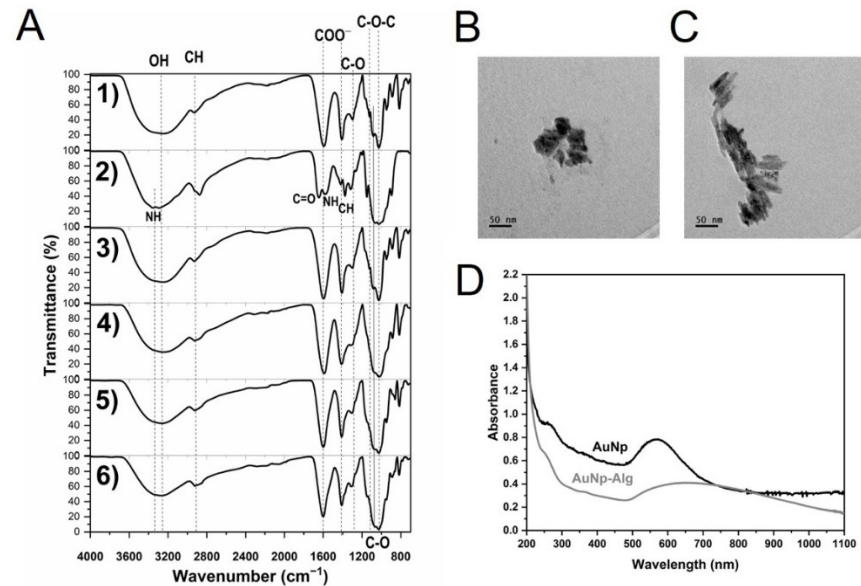 A
OH
CH
COO⁻
C-O
C-O-C
100
80
60
40
20
0
1)
100
80
60
40
20
0
2)
NH
C=O
NH
CH
100
80
60
40
20
0
3)
100
80
60
40
20
0
4)
100
80
60
40
20
0
5)
100
80
60
40
20
0
6)
C-O
Transmittance (%)
4000 3200 2400 1600 1200 800
Wavenumber (cm⁻¹)
B
50 nm
C
50 nm
D
2.2
2.0
1.8
1.6
1.4
1.2
1.0
0.8
0.6
0.4
0.2
0.0
Absorbance
AuNp
AuNp-Alg
200 300 400 500 600 700 800 900 1000 1100
Wavelength (nm)